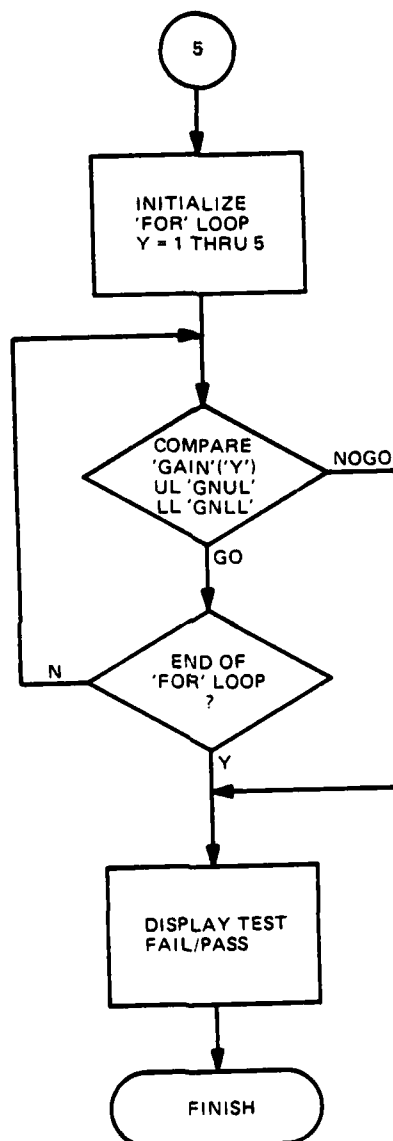 5
INITIALIZE
'FOR' LOOP
Y = 1 THRU 5
COMPARE
'GAIN'('Y')
UL 'GNUL'
LL 'GNLL'
NOGO
GO
END OF
'FOR' LOOP
?
N
Y
DISPLAY TEST
FAIL/PASS
FINISH